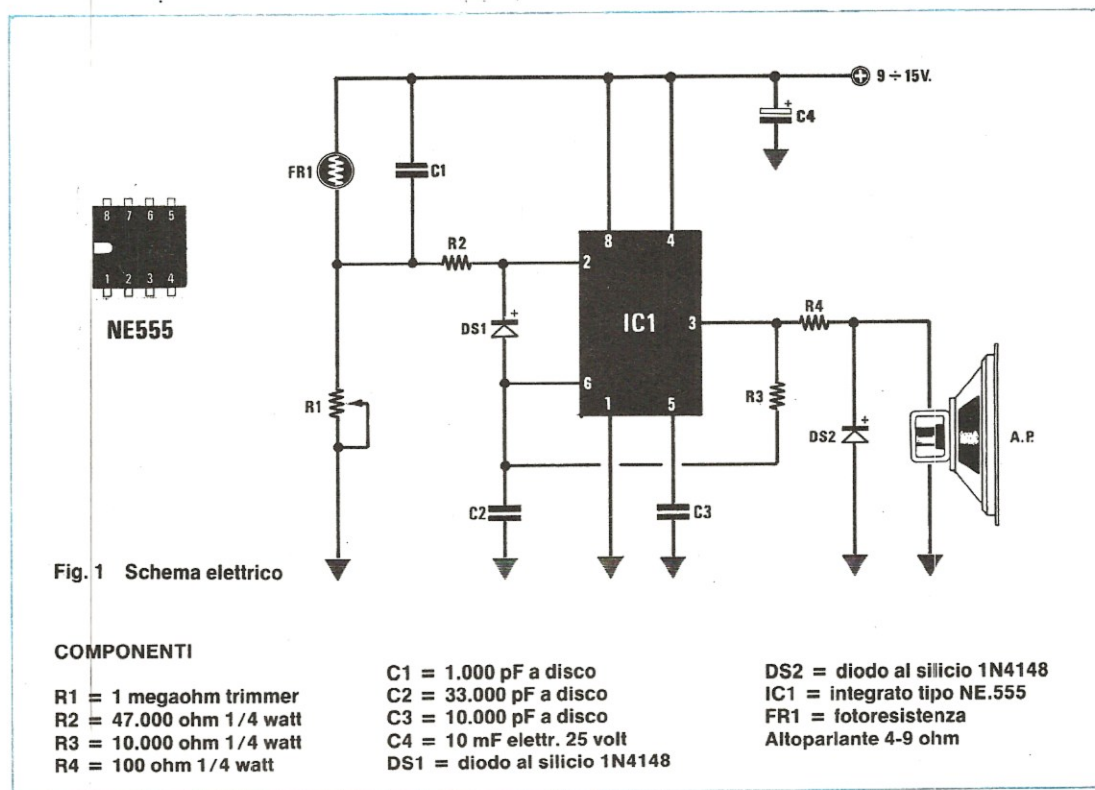 9 ÷ 15V.
C4
+
FR1
C1
8 7 6 5
1 2 3 4
NE555
R2
8
4
2
DS1
+
IC1
3
R4
6
R1
1
5
R3
DS2
+
A.P.
C2
C3
Fig. 1 Schema elettrico
COMPONENTI
R1 = 1 megaohm trimmer
R2 = 47.000 ohm 1/4 watt
R3 = 10.000 ohm 1/4 watt
R4 = 100 ohm 1/4 watt
C1 = 1.000 pF a disco
C2 = 33.000 pF a disco
C3 = 10.000 pF a disco
C4 = 10 mF elettr. 25 volt
DS1 = diodo al silicio 1N4148
DS2 = diodo al silicio 1N4148
IC1 = integrato tipo NE.555
FR1 = fotoresistenza
Altoparlante 4-9 ohm